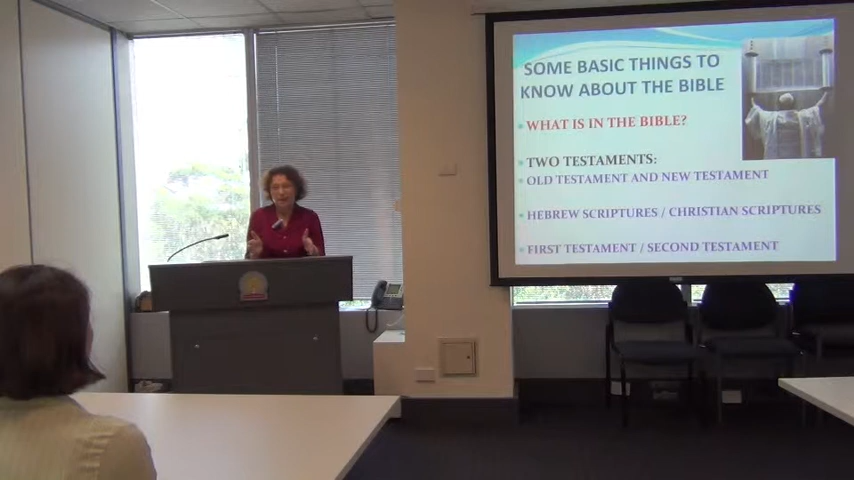 SOME BASIC THINGS TO
KNOW ABOUT THE BIBLE
WHAT IS IN THE BIBLE?
TWO TESTAMENTS:
OLD TESTAMENT AND NEW TESTAMENT
HEBREW SCRIPTURES / CHRISTIAN SCRIPTURES
FIRST TESTAMENT / SECOND TESTAMENT